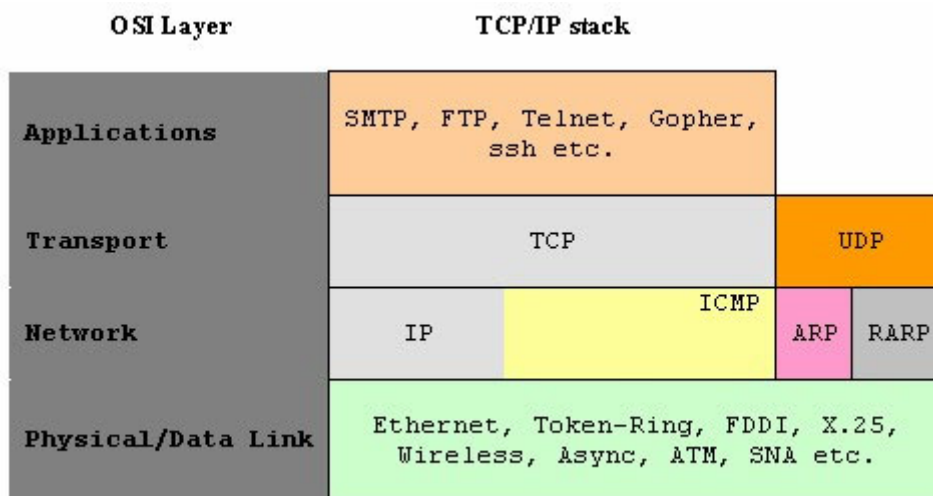 OSI Layer TCP/IP stack
Applications
SMTP, FTP, Telnet, Gopher,
ssh etc.
Transport TCP UDP
Network IP ICMP ARP RARP
Physical/Data Link
Ethernet, Token-Ring, FDDI, X.25,
Wireless, Async, ATM, SNA etc.